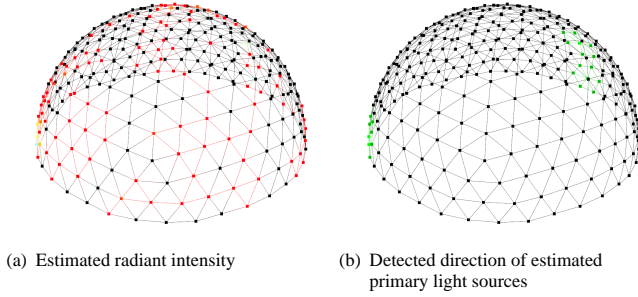 (a) Estimated radiant intensity
(b) Detected direction of estimated
primary light sources